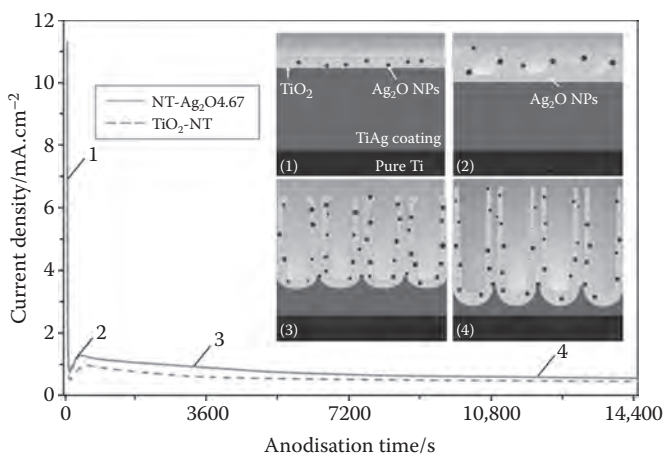 12
10
8
6
4
2
0
Current density/mA.cm−2
NT-Ag2O4.67
TiO2-NT
1
2
3
4
TiO2
Ag2O NPs
TiAg coating
Pure Ti
(1)
Ag2O NPs
(2)
(3)
(4)
0
3600
7200
10,800
14,400
Anodisation time/s